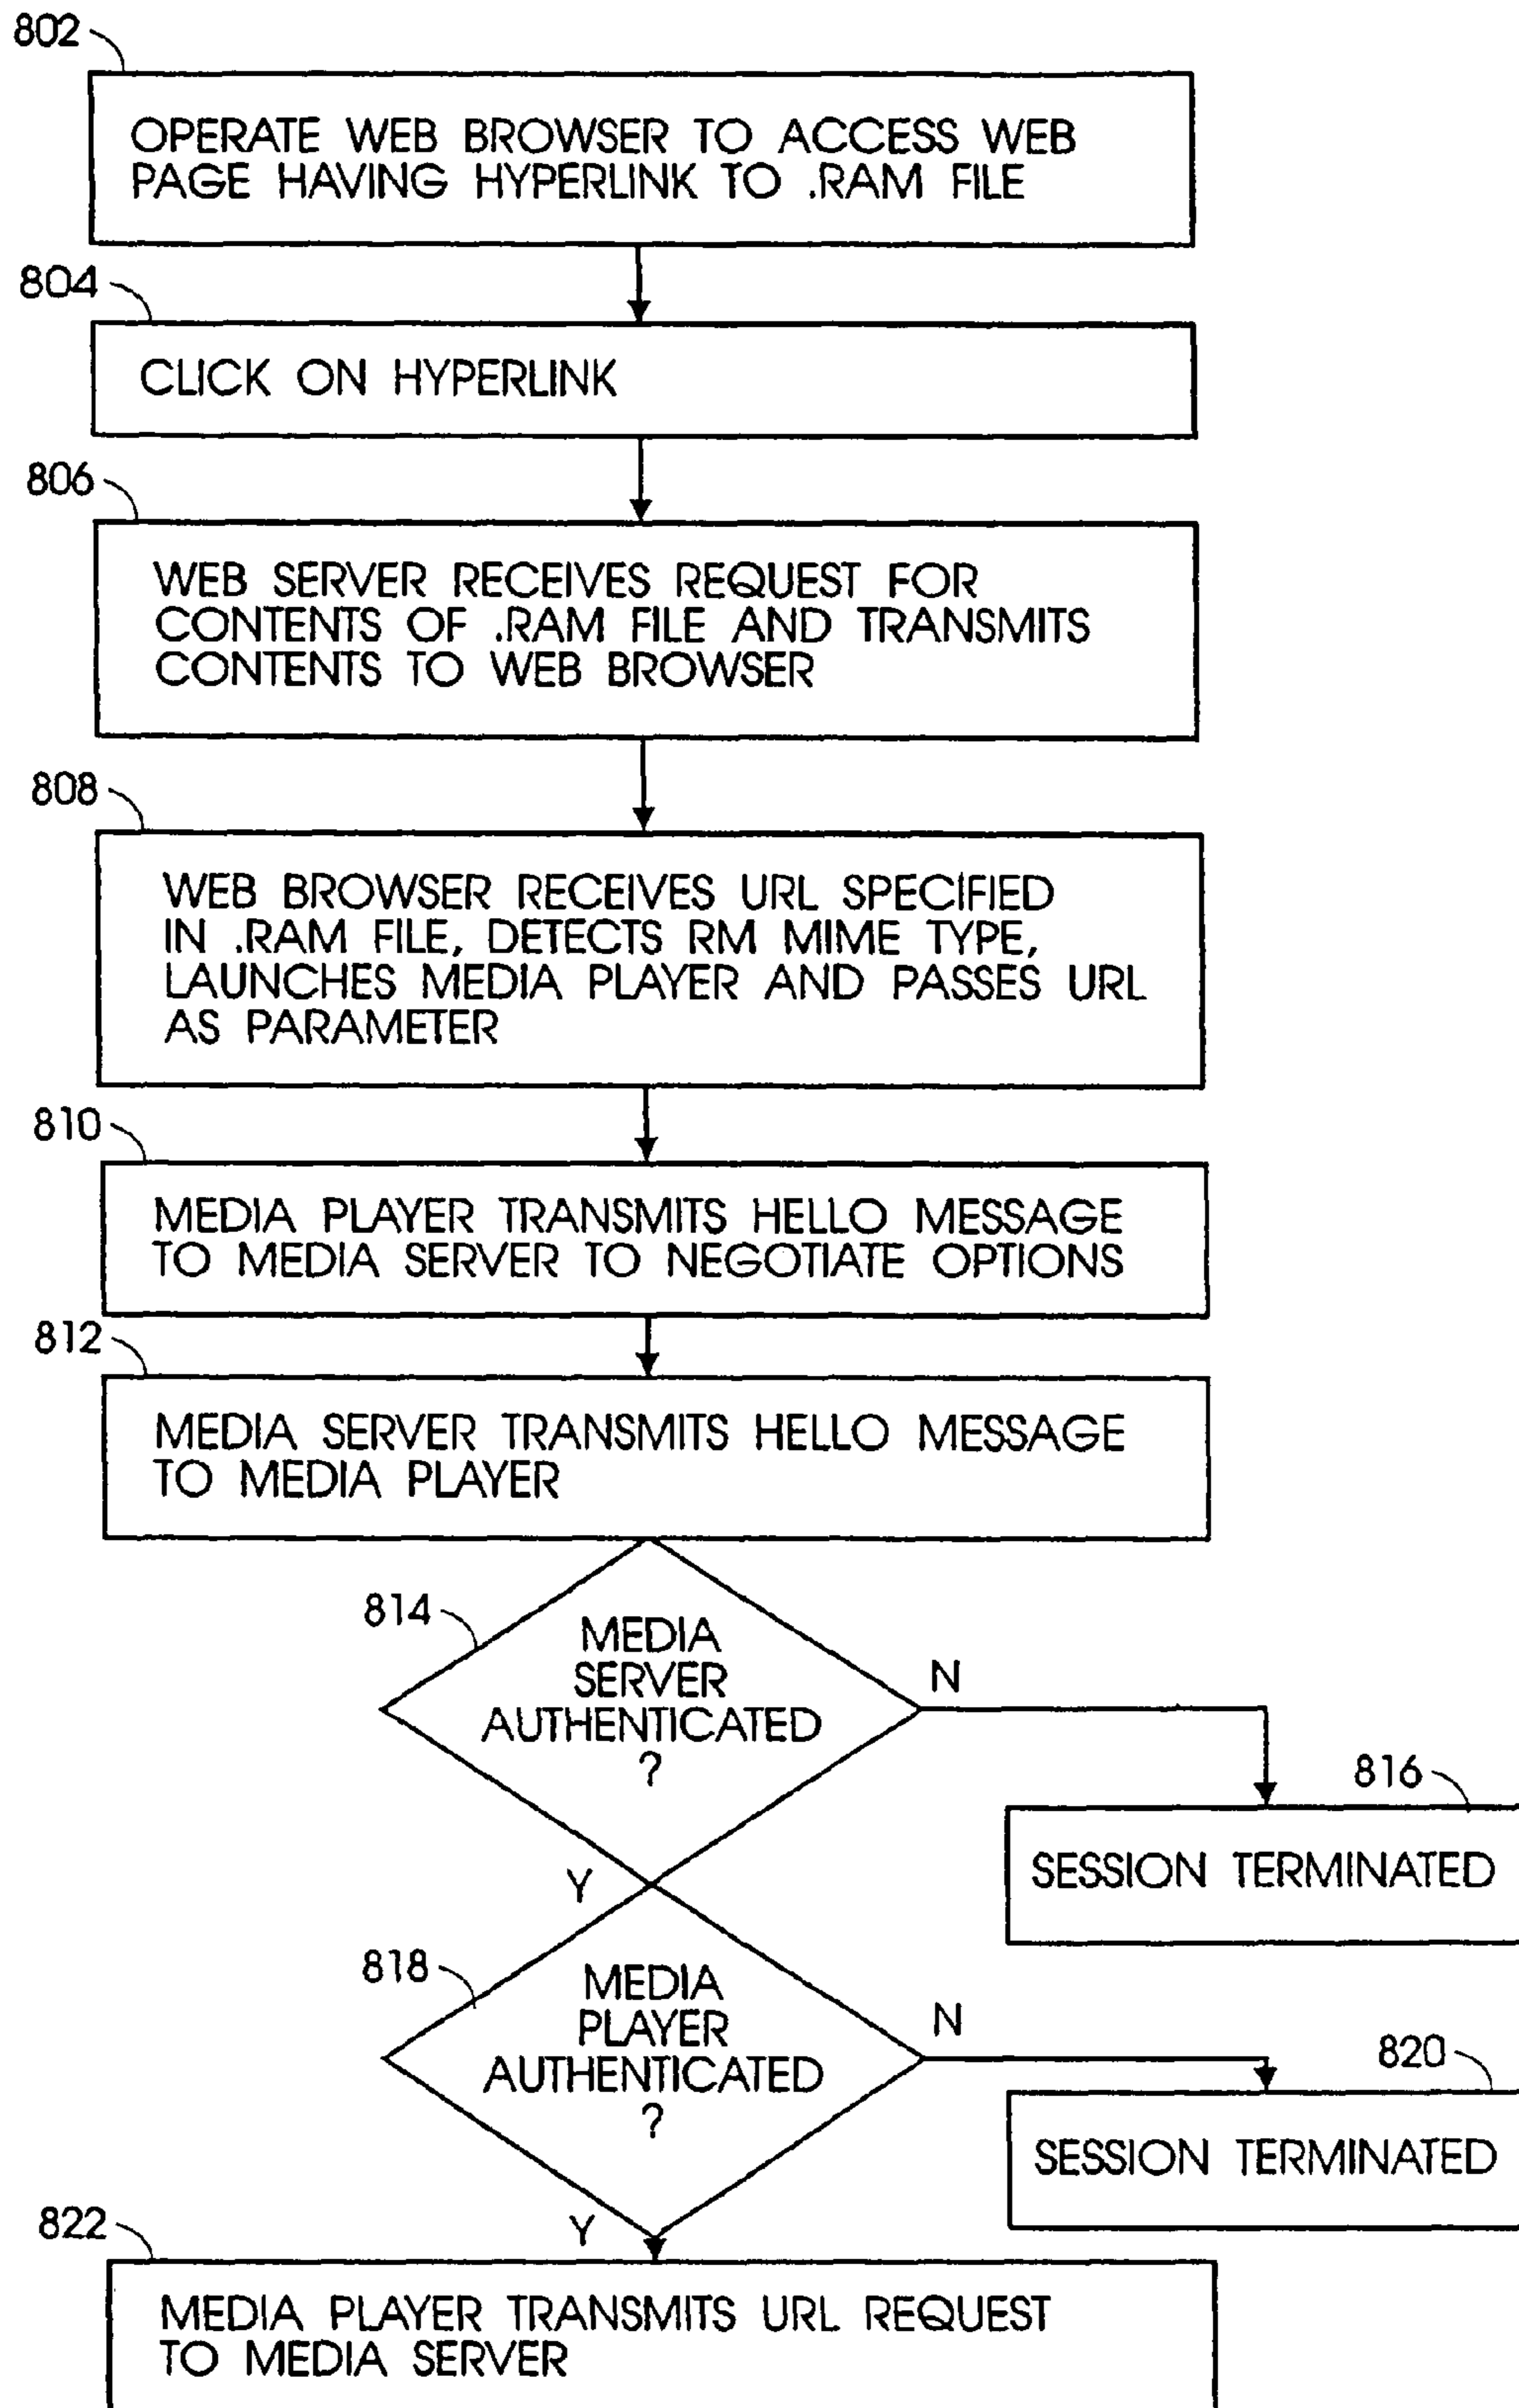 802
OPERATE WEB BROWSER TO ACCESS WEB
PAGE HAVING HYPERLINK TO .RAM FILE
804
CLICK ON HYPERLINK
806
WEB SERVER RECEIVES REQUEST FOR
CONTENTS OF .RAM FILE AND TRANSMITS
CONTENTS TO WEB BROWSER
808
WEB BROWSER RECEIVES URL SPECIFIED
IN .RAM FILE, DETECTS RM MIME TYPE,
LAUNCHES MEDIA PLAYER AND PASSES URL
AS PARAMETER
810
MEDIA PLAYER TRANSMITS HELLO MESSAGE
TO MEDIA SERVER TO NEGOTIATE OPTIONS
812
MEDIA SERVER TRANSMITS HELLO MESSAGE
TO MEDIA PLAYER
814
MEDIA
SERVER
AUTHENTICATED
?
N
816
SESSION TERMINATED
Y
818
MEDIA
PLAYER
AUTHENTICATED
?
N
820
SESSION TERMINATED
Y
822
MEDIA PLAYER TRANSMITS URL REQUEST
TO MEDIA SERVER